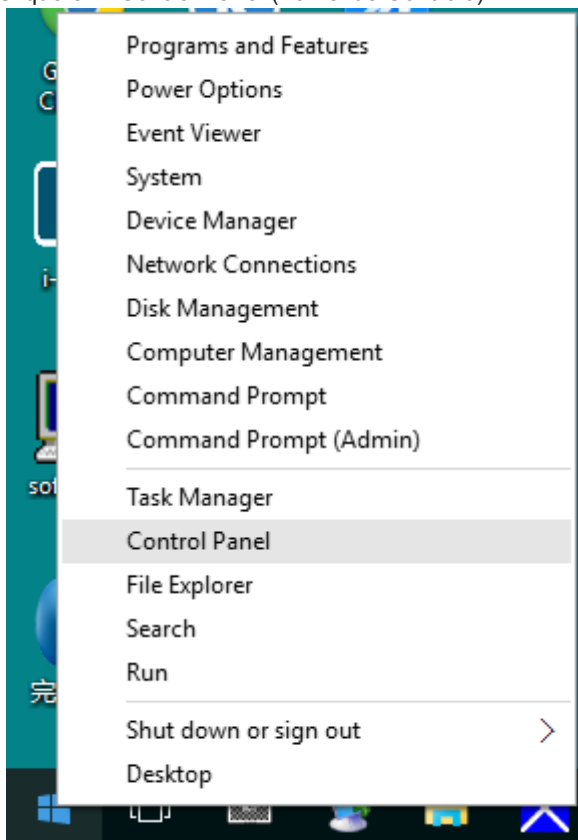 Programs and Features
Power Options
Event Viewer
System
Device Manager
Network Connections
Disk Management
Computer Management
Command Prompt
Command Prompt (Admin)
Task Manager
Control Panel
File Explorer
Search
Run
Shut down or sign out
Desktop